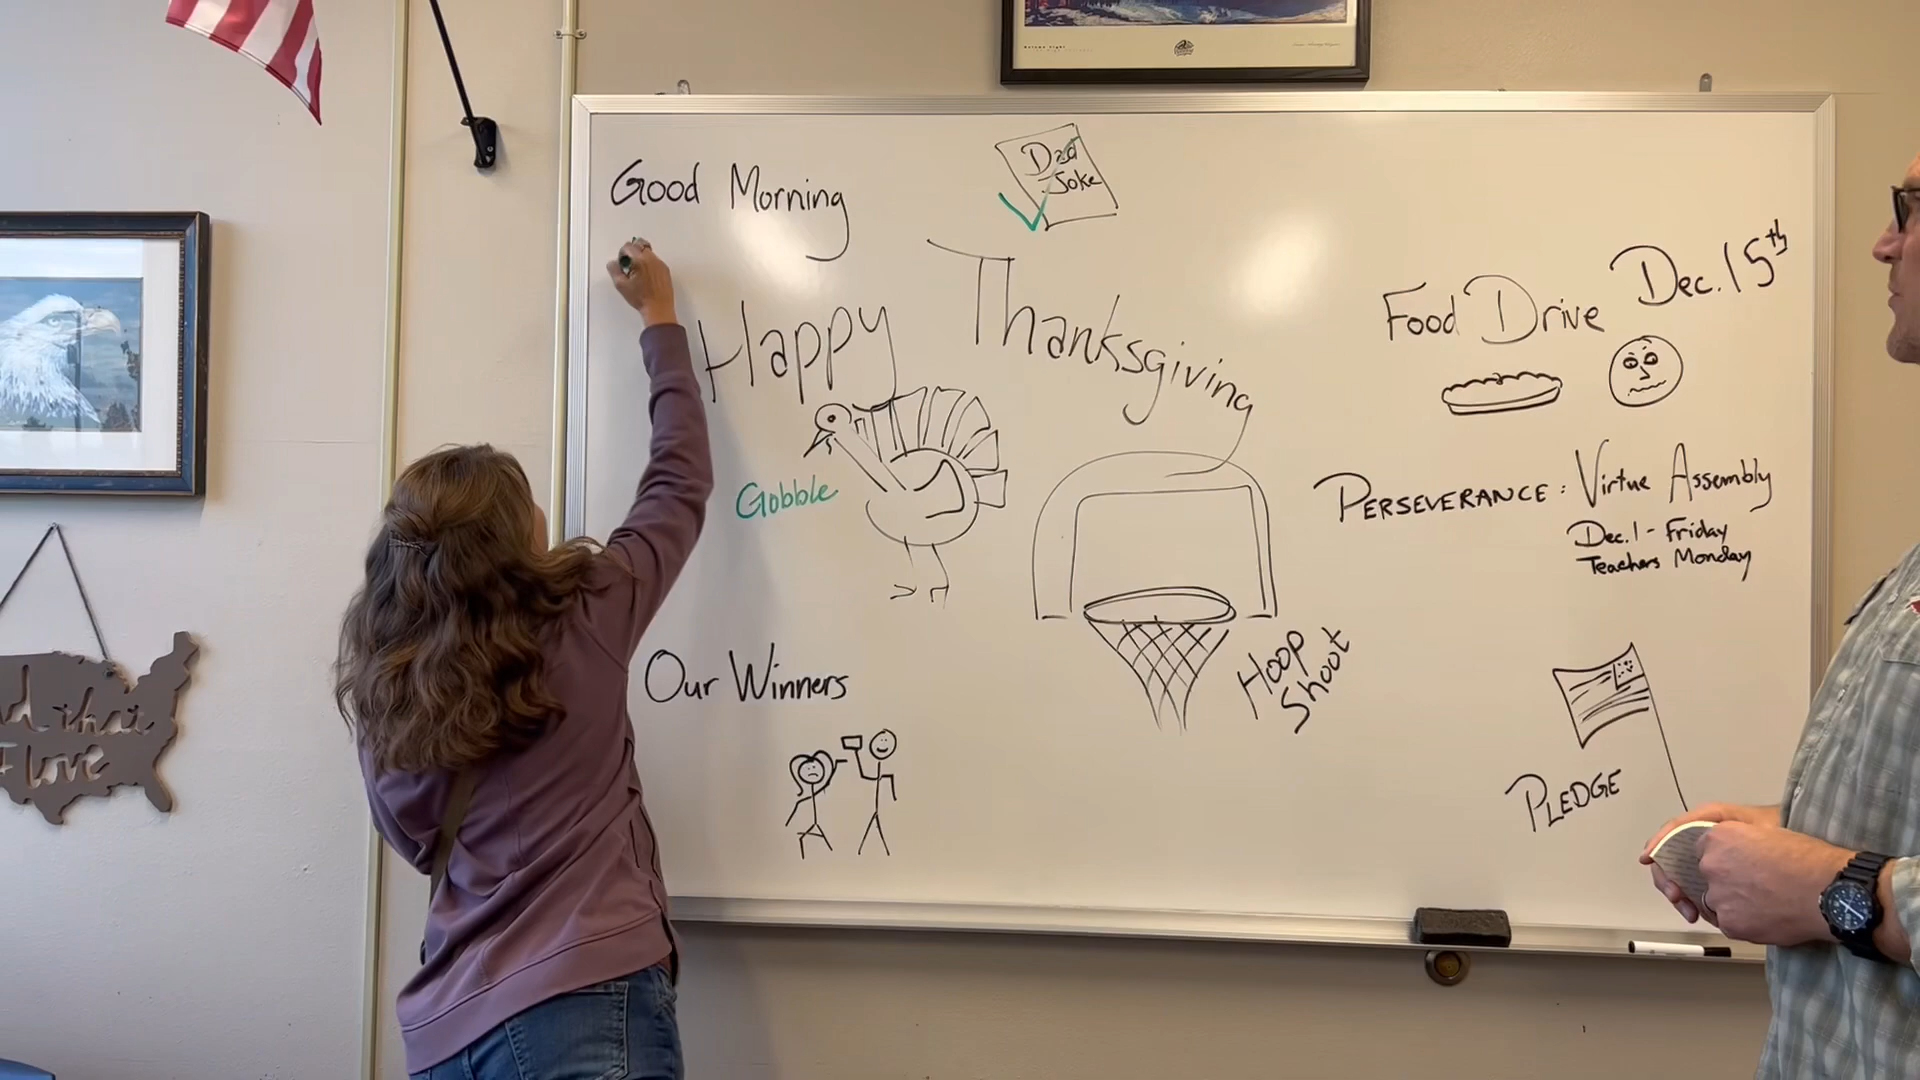 Good Morning
Dad
Joke
Happy Thanksgiving
Gobble
Food Drive Dec. 15th
PERSEVERANCE: Virtue Assembly
Dec. 1 - Friday
Teachers Monday
Our Winners
Hoop
Shoot
PLEDGE
I love